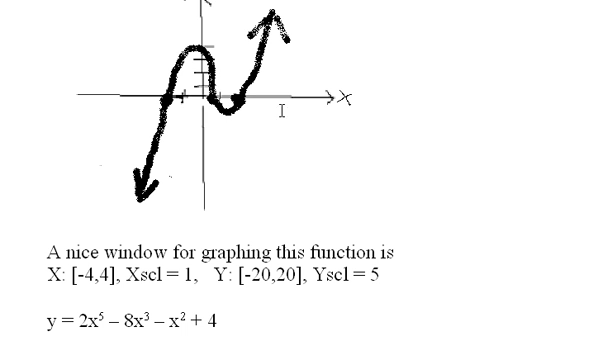 X
I
A nice window for graphing this function is
X: [-4,4], Xscl = 1, Y: [-20,20], Yscl = 5
y = 2x⁵ – 8x³ – x² + 4